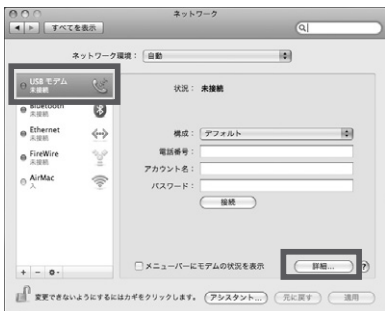 ネットワーク
すべてを表示
ネットワーク環境： 自動
USB モデム
未接続
Bluetooth
未接続
Ethernet
未接続
FireWire
未接続
AirMac
入
状況： 未接続
構成： デフォルト
電話番号：
アカウント名：
パスワード：
接続
メニューバーにモデムの状況を表示
詳細... ?
変更できないようにするにはカギをクリックします。 アシスタント... 元に戻す 適用